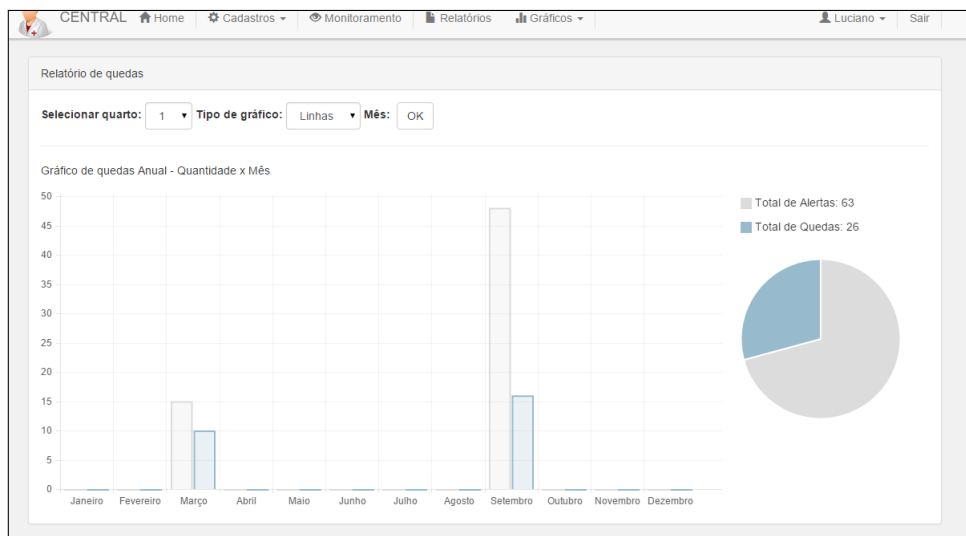 CENTRAL Home Cadastros Monitoramento Relatórios Gráficos Luciano Sair
Relatório de quedas
Selecionar quarto: 1 Tipo de gráfico: Linhas Mês: OK
Gráfico de quedas Anual - Quantidade x Mês
50
45
40
35
30
25
20
15
10
5
0
Janeiro Fevereiro Março Abril Maio Junho Julho Agosto Setembro Outubro Novembro Dezembro
Total de Alertas: 63
Total de Quedas: 26